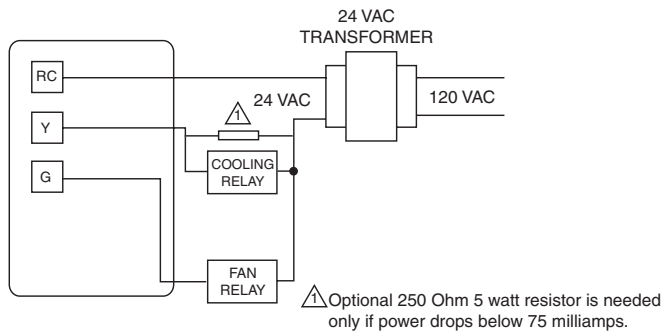 24 VAC
TRANSFORMER
RC
24 VAC
120 VAC
1
Y
COOLING
RELAY
G
FAN
RELAY
1 Optional 250 Ohm 5 watt resistor is needed
only if power drops below 75 milliamps.